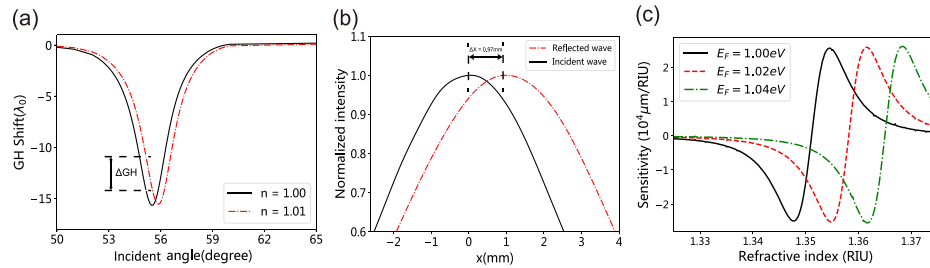 (a)
0
−5
−10
−15
GH Shift(λ0)
ΔGH
n = 1.00
n = 1.01
50
53
56
59
62
65
Incident angle(degree)
(b)
1.1
1.0
0.9
0.8
0.7
0.6
Normalized intensity
ΔX = 0.97mm
Reflected wave
Incident wave
−2
−1
0
1
2
3
4
x(mm)
(c)
2
1
0
−1
−2
Sensitivity (10⁴μm/RIU)
EF = 1.00eV
EF = 1.02eV
EF = 1.04eV
1.33
1.34
1.35
1.36
1.37
Refractive index (RIU)